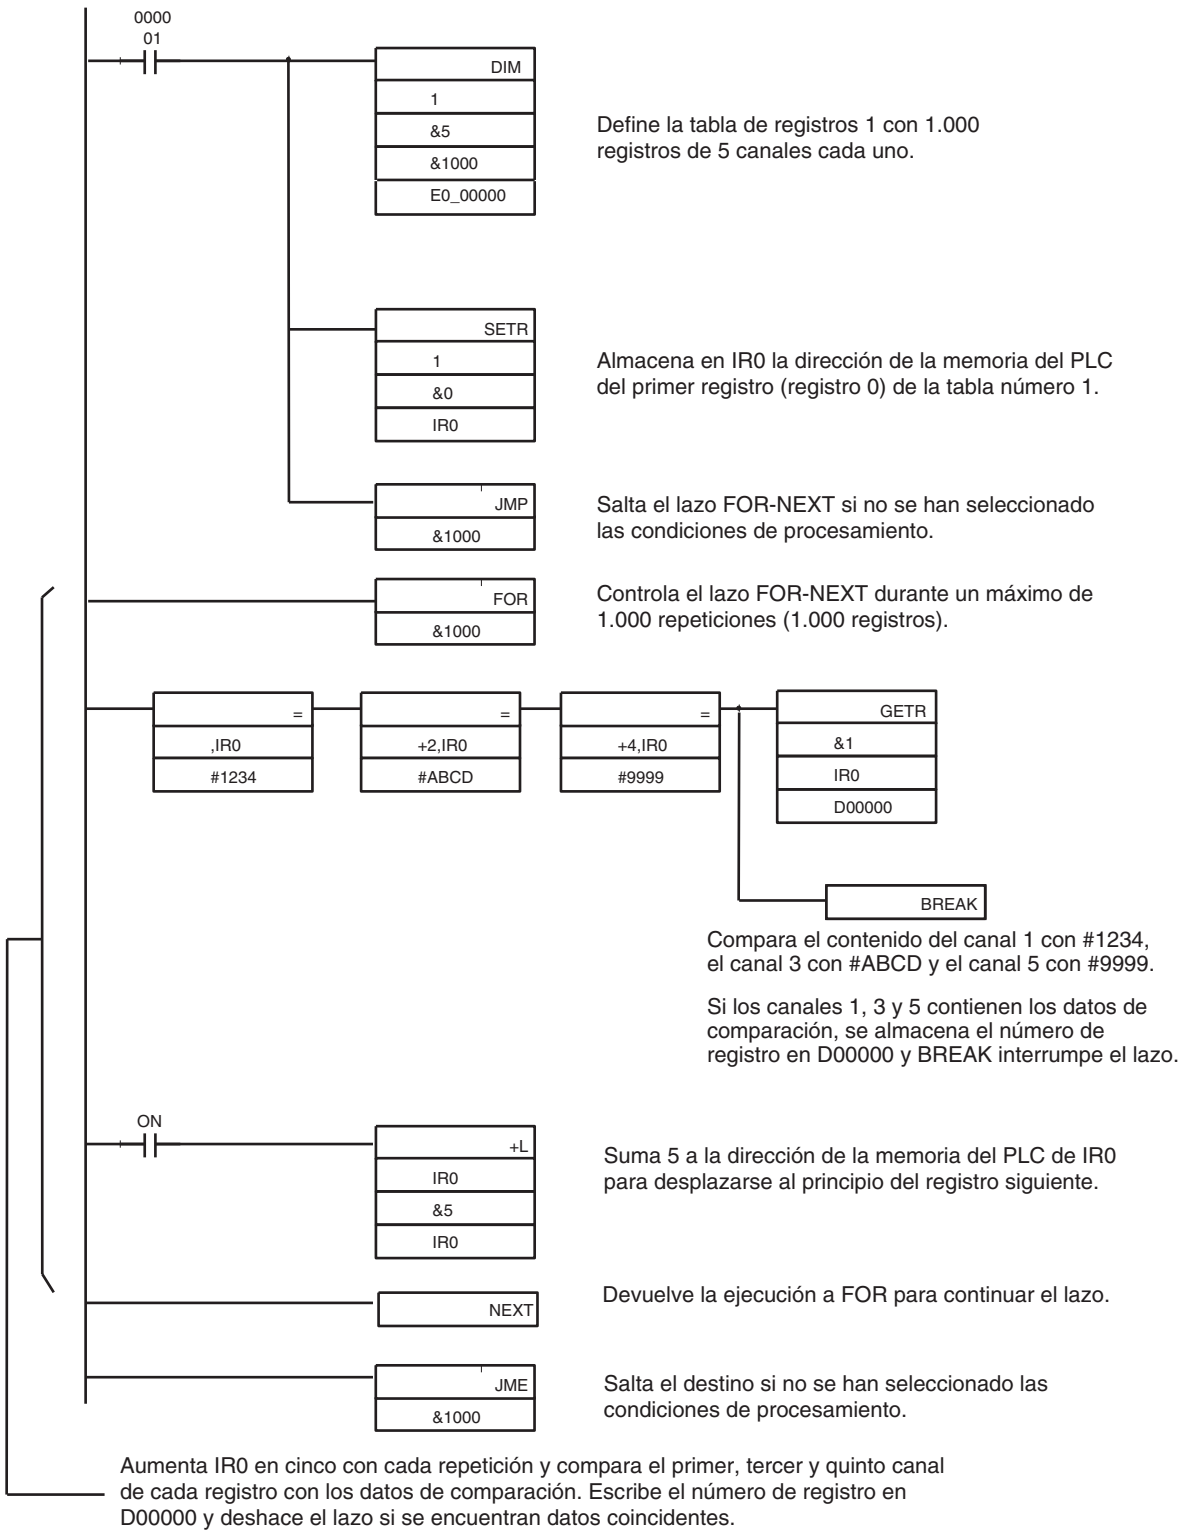 0000
01
DIM
1
&5
&1000
E0_00000
Define la tabla de registros 1 con 1.000
registros de 5 canales cada uno.
SETR
1
&0
IR0
Almacena en IR0 la dirección de la memoria del PLC
del primer registro (registro 0) de la tabla número 1.
JMP
&1000
Salta el lazo FOR-NEXT si no se han seleccionado
las condiciones de procesamiento.
FOR
&1000
Controla el lazo FOR-NEXT durante un máximo de
1.000 repeticiones (1.000 registros).
=
,IR0
#1234
=
+2,IR0
#ABCD
=
+4,IR0
#9999
GETR
&1
IR0
D00000
BREAK
Compara el contenido del canal 1 con #1234,
el canal 3 con #ABCD y el canal 5 con #9999.
Si los canales 1, 3 y 5 contienen los datos de
comparación, se almacena el número de
registro en D00000 y BREAK interrumpe el lazo.
ON
+L
IR0
&5
IR0
Suma 5 a la dirección de la memoria del PLC de IR0
para desplazarse al principio del registro siguiente.
NEXT
Devuelve la ejecución a FOR para continuar el lazo.
JME
&1000
Salta el destino si no se han seleccionado las
condiciones de procesamiento.
Aumenta IR0 en cinco con cada repetición y compara el primer, tercer y quinto canal
de cada registro con los datos de comparación. Escribe el número de registro en
D00000 y deshace el lazo si se encuentran datos coincidentes.